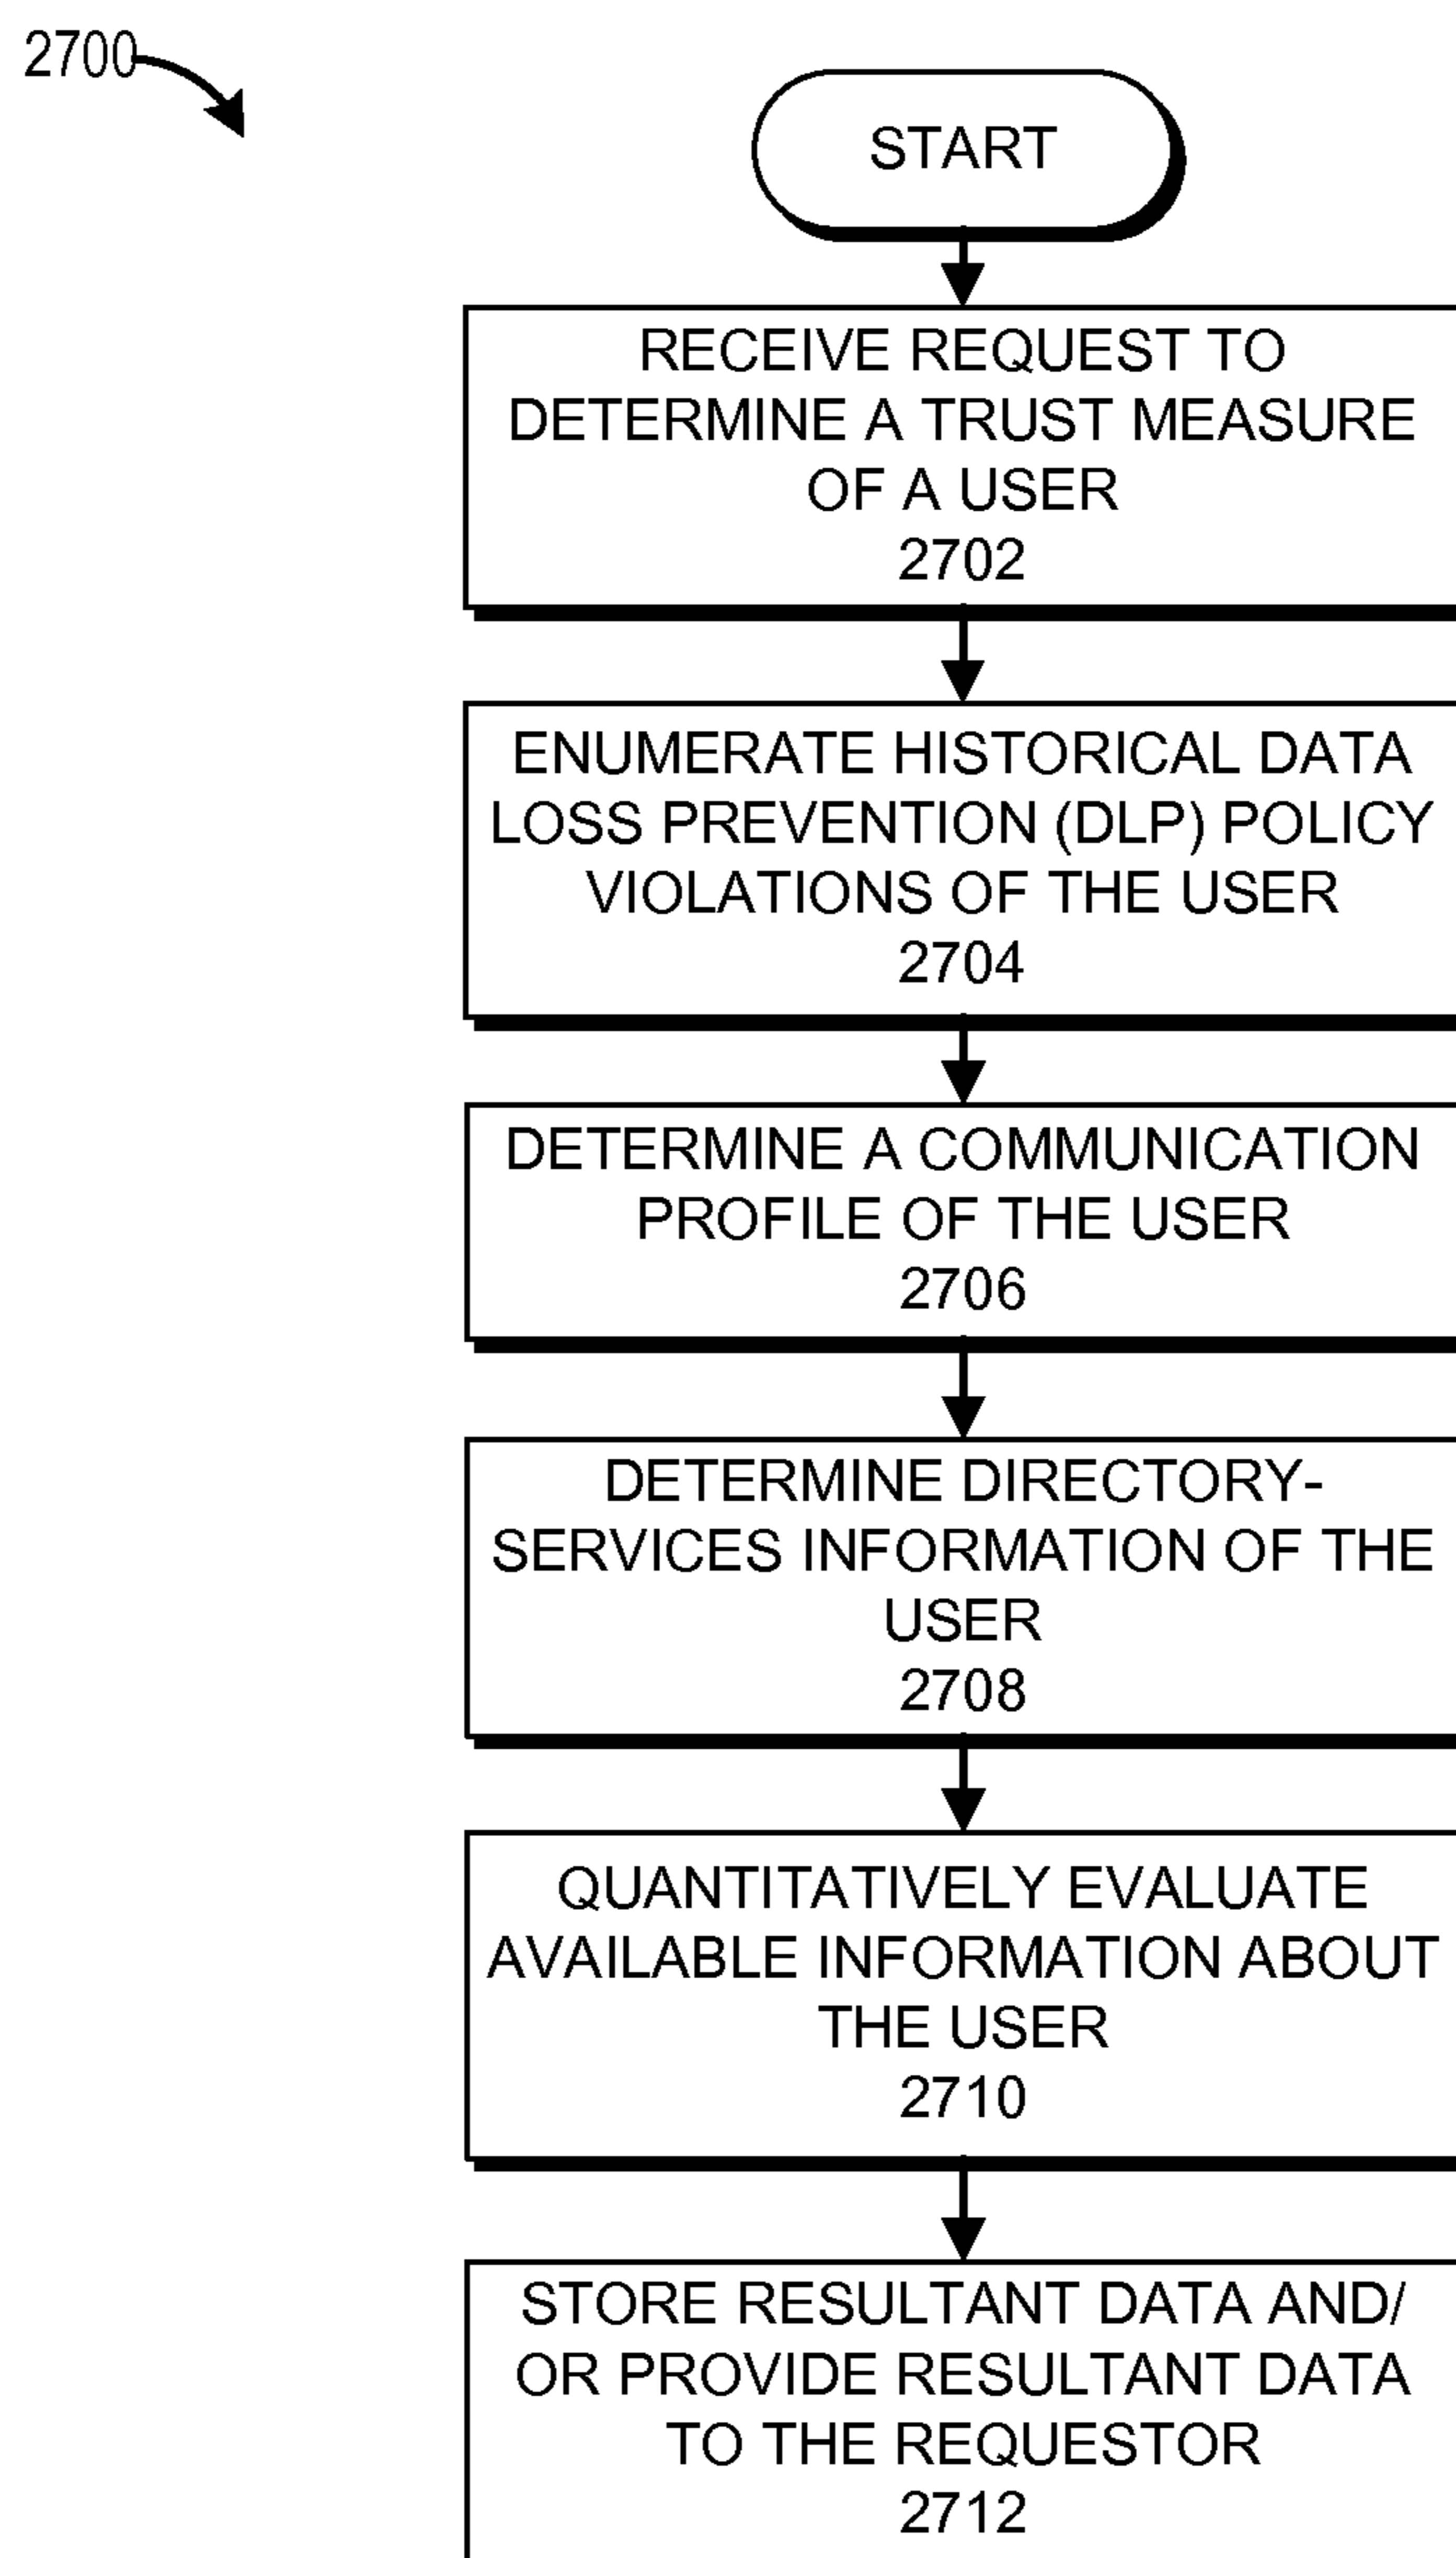 2700
START
RECEIVE REQUEST TO
DETERMINE A TRUST MEASURE
OF A USER
2702
ENUMERATE HISTORICAL DATA
LOSS PREVENTION (DLP) POLICY
VIOLATIONS OF THE USER
2704
DETERMINE A COMMUNICATION
PROFILE OF THE USER
2706
DETERMINE DIRECTORY-
SERVICES INFORMATION OF THE
USER
2708
QUANTITATIVELY EVALUATE
AVAILABLE INFORMATION ABOUT
THE USER
2710
STORE RESULTANT DATA AND/
OR PROVIDE RESULTANT DATA
TO THE REQUESTOR
2712